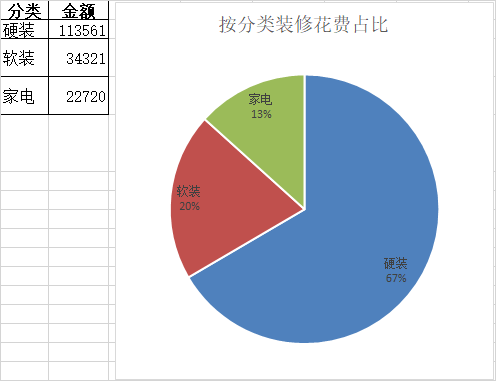 分类 金额
硬装 113561
软装 34321
家电 22720
按分类装修花费占比
家电
13%
软装
20%
硬装
67%